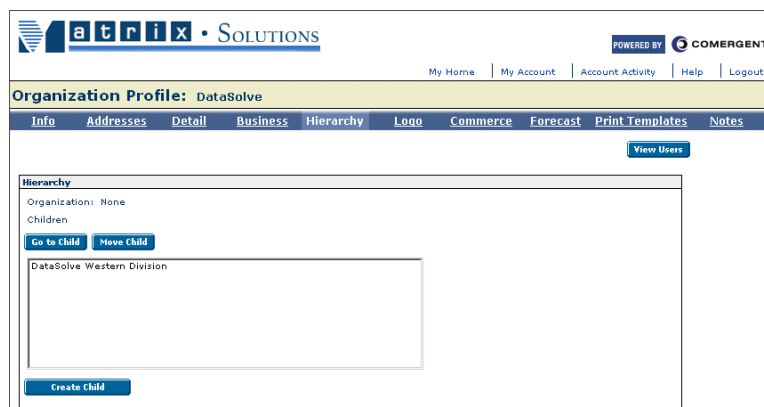 Matrix • SOLUTIONS
POWERED BY COMERGENT
My Home | My Account | Account Activity | Help | Logout
Organization Profile: DataSolve
Info Addresses Detail Business Hierarchy Logo Commerce Forecast Print Templates Notes
View Users
Hierarchy
Organization: None
Children
Go to Child Move Child
DataSolve Western Division
Create Child